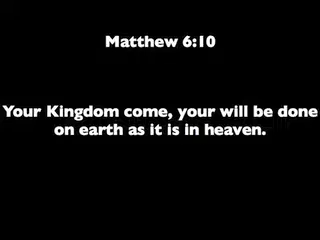 Matthew 6:10
Your Kingdom come, your will be done
on earth as it is in heaven.